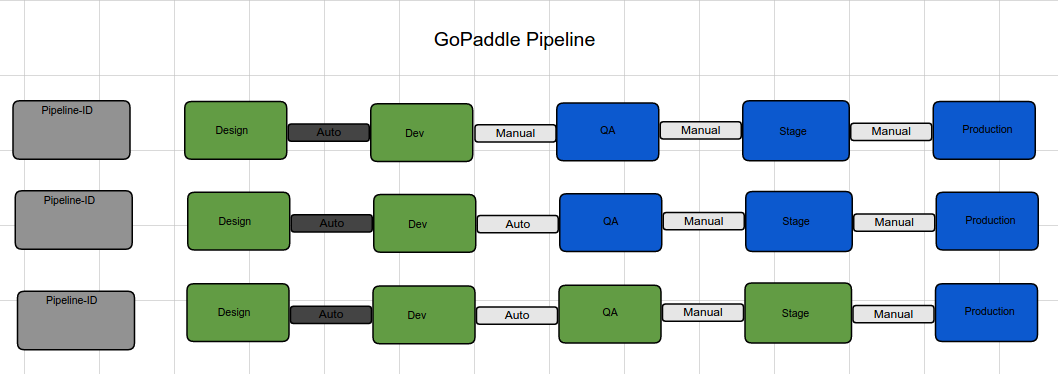 GoPaddle Pipeline
Pipeline-ID
Design Auto Dev Manual QA Manual Stage Manual Production
Pipeline-ID
Design Auto Dev Auto QA Manual Stage Manual Production
Pipeline-ID
Design Auto Dev Auto QA Manual Stage Manual Production